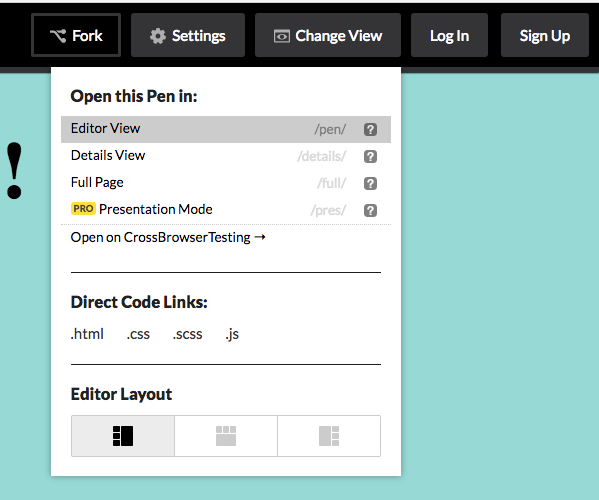 Fork Settings Change View Log In Sign Up
!
Open this Pen in:
Editor View /pen/ ?
Details View /details/ ?
Full Page /full/ ?
PRO Presentation Mode /pres/ ?
Open on CrossBrowserTesting →
Direct Code Links:
.html .css .scss .js
Editor Layout